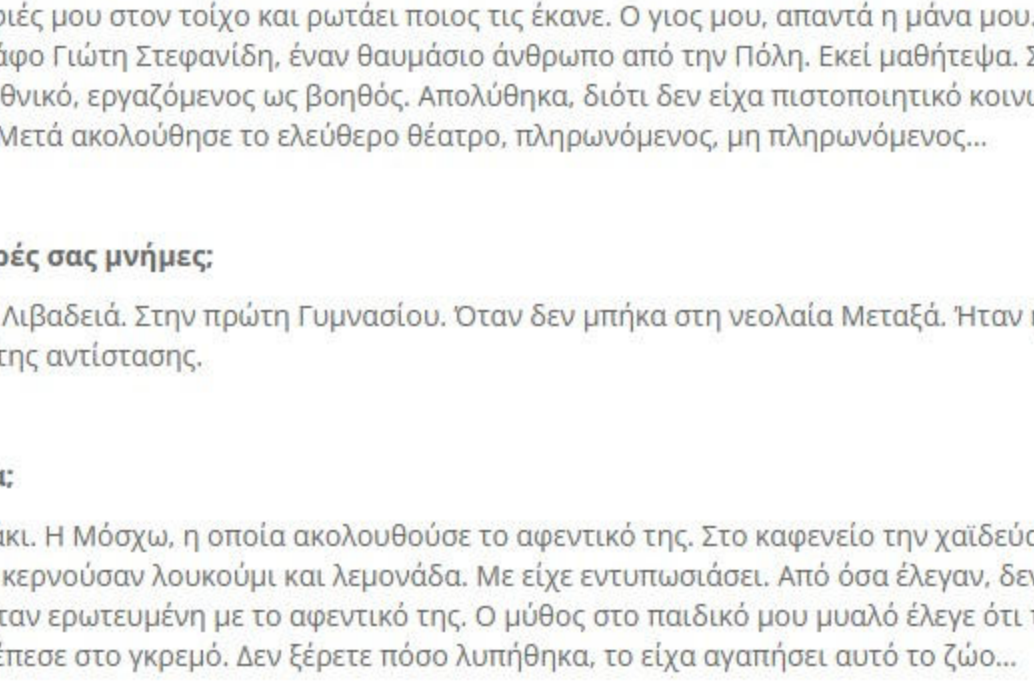 ριές μου στον τοίχο και ρωτάει ποιος τις έκανε. Ο γιος μου, απαντά η μάνα μου.
άφο Γιώτη Στεφανίδη, έναν θαυμάσιο άνθρωπο από την Πόλη. Εκεί μαθήτεψα.
θνικό, εργαζόμενος ως βοηθός. Απολύθηκα, διότι δεν είχα πιστοποιητικό κοινω
Μετά ακολούθησε το ελεύθερο θέατρο, πληρωνόμενος, μη πληρωνόμενος...
ρές σας μνήμες;
Λιβαδειά. Στην πρώτη Γυμνασίου. Όταν δεν μπήκα στη νεολαία Μεταξά. Ήταν
της αντίστασης.
α;
άκι. Η Μόσχω, η οποία ακολουθούσε το αφεντικό της. Στο καφενείο την χαϊδεύα
κερνούσαν λουκούμι και λεμονάδα. Με είχε εντυπωσιάσει. Από όσα έλεγαν, δεν
ταν ερωτευμένη με το αφεντικό της. Ο μύθος στο παιδικό μου μυαλό έλεγε ότι
έπεσε στο γκρεμό. Δεν ξέρετε πόσο λυπήθηκα, το είχα αγαπήσει αυτό το ζώο...